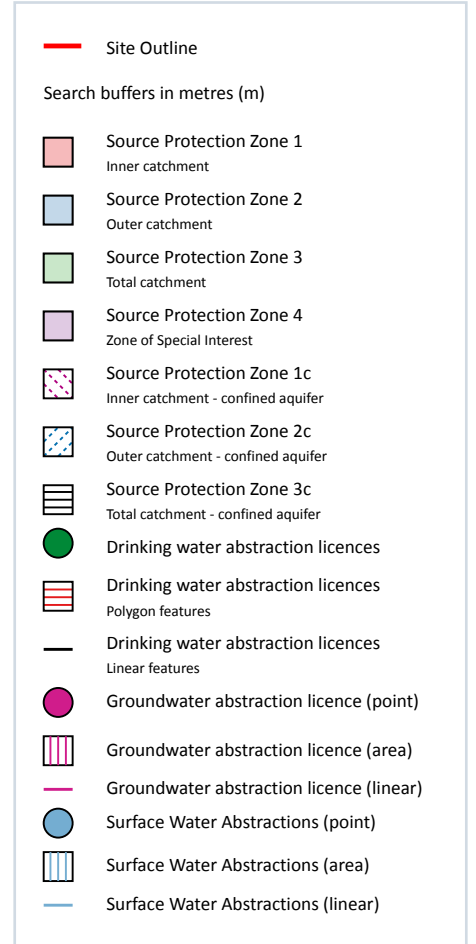 Site Outline
Search buffers in metres (m)
Source Protection Zone 1
Inner catchment
Source Protection Zone 2
Outer catchment
Source Protection Zone 3
Total catchment
Source Protection Zone 4
Zone of Special Interest
Source Protection Zone 1c
Inner catchment - confined aquifer
Source Protection Zone 2c
Outer catchment - confined aquifer
Source Protection Zone 3c
Total catchment - confined aquifer
Drinking water abstraction licences
Drinking water abstraction licences
Polygon features
Drinking water abstraction licences
Linear features
Groundwater abstraction licence (point)
Groundwater abstraction licence (area)
Groundwater abstraction licence (linear)
Surface Water Abstractions (point)
Surface Water Abstractions (area)
Surface Water Abstractions (linear)